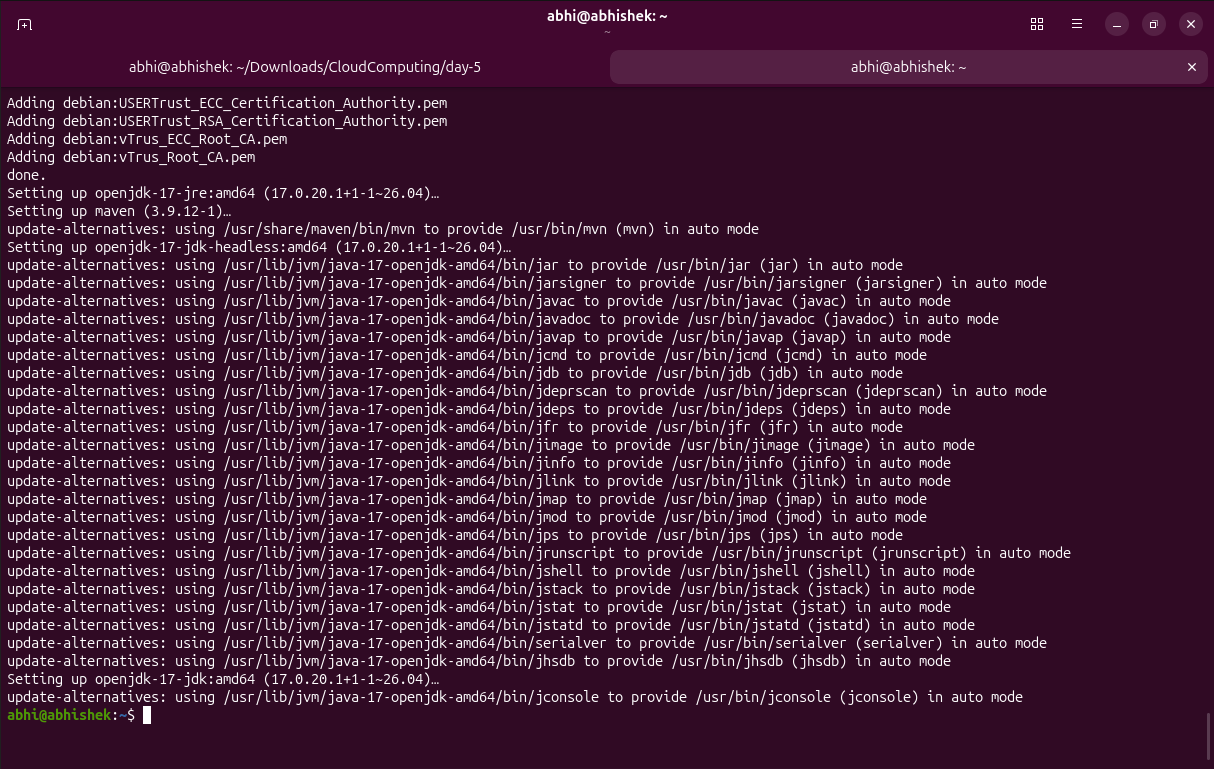 abhi@abhishek: ~
~
abhi@abhishek: ~/Downloads/CloudComputing/day-5
abhi@abhishek: ~
Adding debian:USERTrust_ECC_Certification_Authority.pem
Adding debian:USERTrust_RSA_Certification_Authority.pem
Adding debian:vTrus_ECC_Root_CA.pem
Adding debian:vTrus_Root_CA.pem
done.
Setting up openjdk-17-jre:amd64 (17.0.20.1+1-1~26.04)…
Setting up maven (3.9.12-1)…
update-alternatives: using /usr/share/maven/bin/mvn to provide /usr/bin/mvn (mvn) in auto mode
Setting up openjdk-17-jdk-headless:amd64 (17.0.20.1+1-1~26.04)…
update-alternatives: using /usr/lib/jvm/java-17-openjdk-amd64/bin/jar to provide /usr/bin/jar (jar) in auto mode
update-alternatives: using /usr/lib/jvm/java-17-openjdk-amd64/bin/jarsigner to provide /usr/bin/jarsigner (jarsigner) in auto mode
update-alternatives: using /usr/lib/jvm/java-17-openjdk-amd64/bin/javac to provide /usr/bin/javac (javac) in auto mode
update-alternatives: using /usr/lib/jvm/java-17-openjdk-amd64/bin/javadoc to provide /usr/bin/javadoc (javadoc) in auto mode
update-alternatives: using /usr/lib/jvm/java-17-openjdk-amd64/bin/javap to provide /usr/bin/javap (javap) in auto mode
update-alternatives: using /usr/lib/jvm/java-17-openjdk-amd64/bin/jcmd to provide /usr/bin/jcmd (jcmd) in auto mode
update-alternatives: using /usr/lib/jvm/java-17-openjdk-amd64/bin/jdb to provide /usr/bin/jdb (jdb) in auto mode
update-alternatives: using /usr/lib/jvm/java-17-openjdk-amd64/bin/jdeprscan to provide /usr/bin/jdeprscan (jdeprscan) in auto mode
update-alternatives: using /usr/lib/jvm/java-17-openjdk-amd64/bin/jdeps to provide /usr/bin/jdeps (jdeps) in auto mode
update-alternatives: using /usr/lib/jvm/java-17-openjdk-amd64/bin/jfr to provide /usr/bin/jfr (jfr) in auto mode
update-alternatives: using /usr/lib/jvm/java-17-openjdk-amd64/bin/jimage to provide /usr/bin/jimage (jimage) in auto mode
update-alternatives: using /usr/lib/jvm/java-17-openjdk-amd64/bin/jinfo to provide /usr/bin/jinfo (jinfo) in auto mode
update-alternatives: using /usr/lib/jvm/java-17-openjdk-amd64/bin/jlink to provide /usr/bin/jlink (jlink) in auto mode
update-alternatives: using /usr/lib/jvm/java-17-openjdk-amd64/bin/jmap to provide /usr/bin/jmap (jmap) in auto mode
update-alternatives: using /usr/lib/jvm/java-17-openjdk-amd64/bin/jmod to provide /usr/bin/jmod (jmod) in auto mode
update-alternatives: using /usr/lib/jvm/java-17-openjdk-amd64/bin/jps to provide /usr/bin/jps (jps) in auto mode
update-alternatives: using /usr/lib/jvm/java-17-openjdk-amd64/bin/jrunscript to provide /usr/bin/jrunscript (jrunscript) in auto mode
update-alternatives: using /usr/lib/jvm/java-17-openjdk-amd64/bin/jshell to provide /usr/bin/jshell (jshell) in auto mode
update-alternatives: using /usr/lib/jvm/java-17-openjdk-amd64/bin/jstack to provide /usr/bin/jstack (jstack) in auto mode
update-alternatives: using /usr/lib/jvm/java-17-openjdk-amd64/bin/jstat to provide /usr/bin/jstat (jstat) in auto mode
update-alternatives: using /usr/lib/jvm/java-17-openjdk-amd64/bin/jstatd to provide /usr/bin/jstatd (jstatd) in auto mode
update-alternatives: using /usr/lib/jvm/java-17-openjdk-amd64/bin/serialver to provide /usr/bin/serialver (serialver) in auto mode
update-alternatives: using /usr/lib/jvm/java-17-openjdk-amd64/bin/jhsdb to provide /usr/bin/jhsdb (jhsdb) in auto mode
Setting up openjdk-17-jdk:amd64 (17.0.20.1+1-1~26.04)…
update-alternatives: using /usr/lib/jvm/java-17-openjdk-amd64/bin/jconsole to provide /usr/bin/jconsole (jconsole) in auto mode
abhi@abhishek:~$